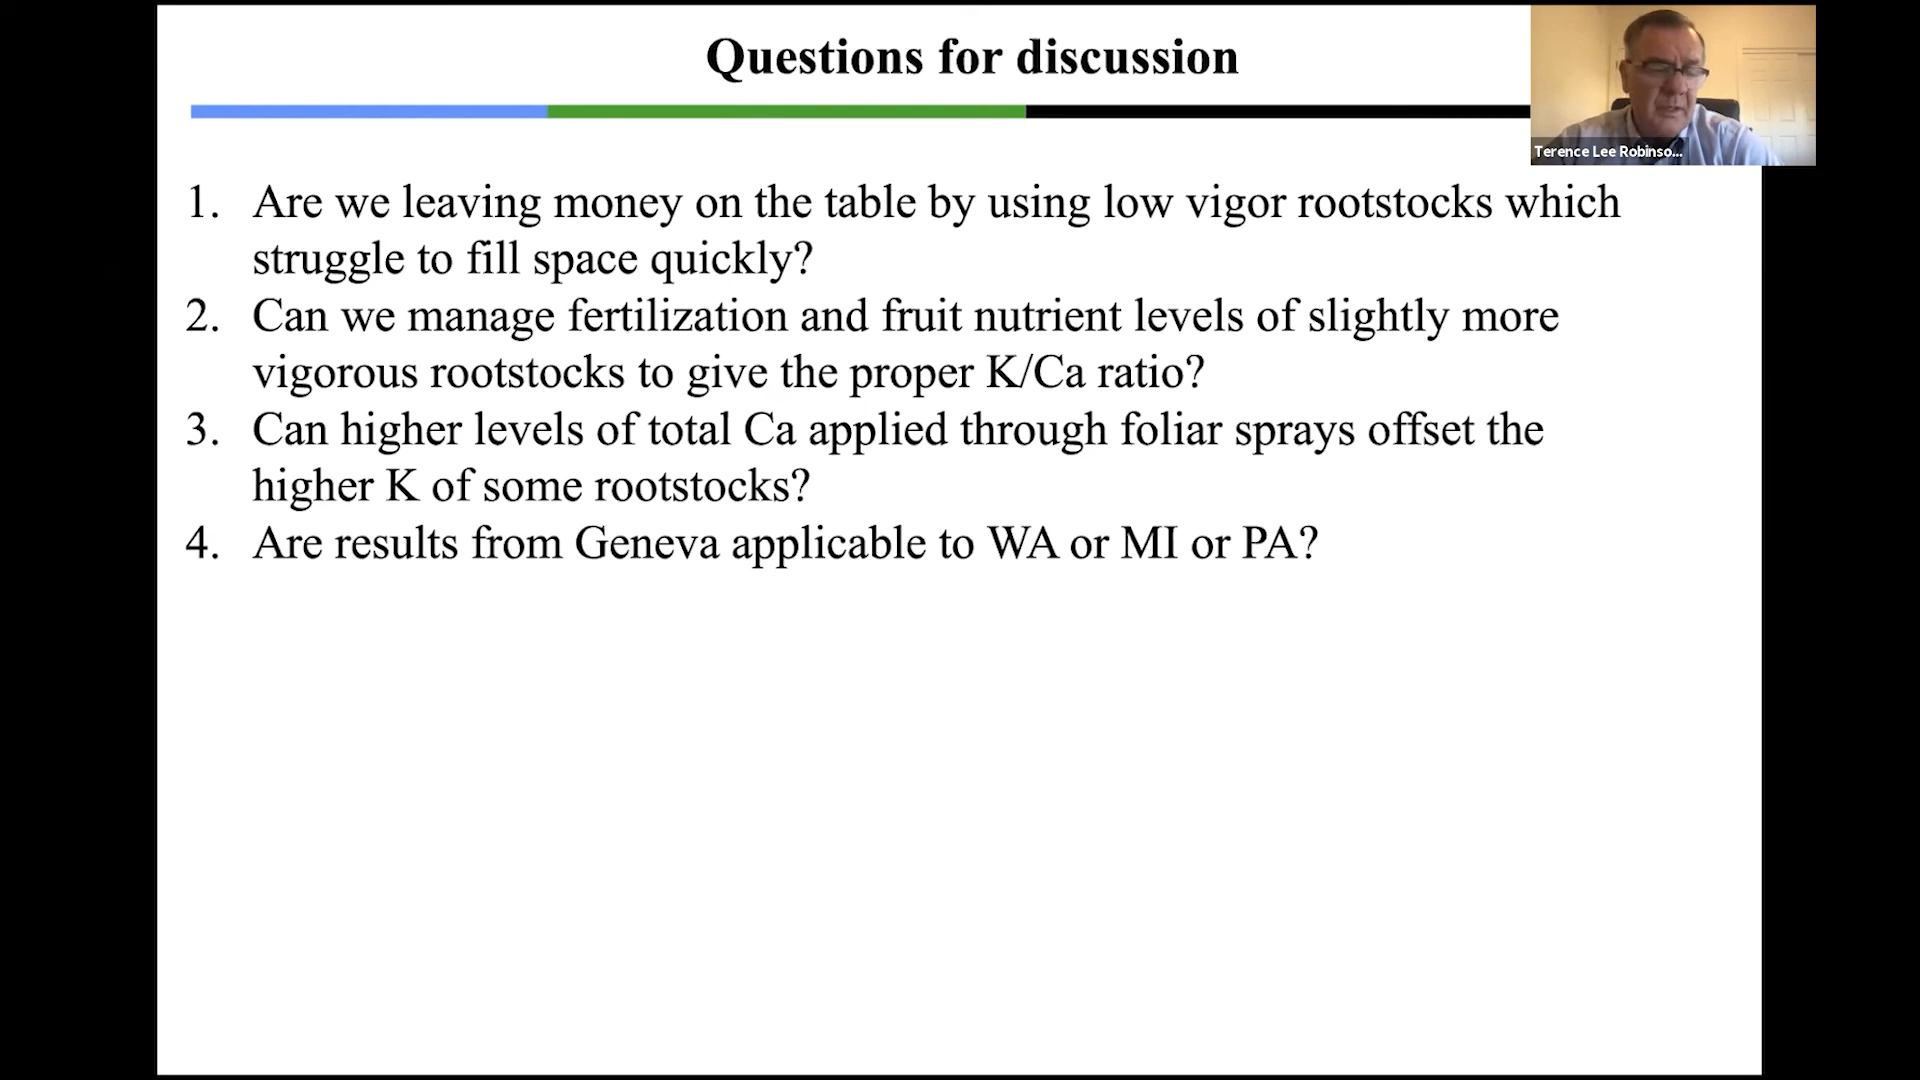 Questions for discussion
Terence Lee Robinso...
1. Are we leaving money on the table by using low vigor rootstocks which
struggle to fill space quickly?
2. Can we manage fertilization and fruit nutrient levels of slightly more
vigorous rootstocks to give the proper K/Ca ratio?
3. Can higher levels of total Ca applied through foliar sprays offset the
higher K of some rootstocks?
4. Are results from Geneva applicable to WA or MI or PA?